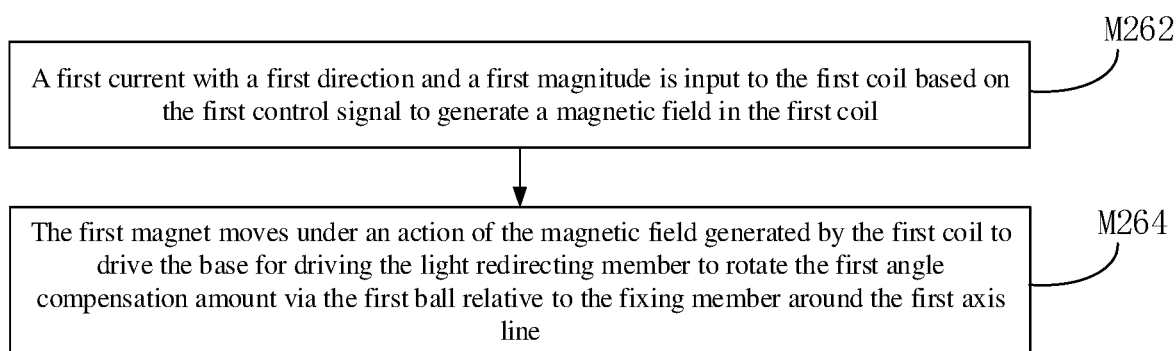 M262
A first current with a first direction and a first magnitude is input to the first coil based on
the first control signal to generate a magnetic field in the first coil
M264
The first magnet moves under an action of the magnetic field generated by the first coil to
drive the base for driving the light redirecting member to rotate the first angle
compensation amount via the first ball relative to the fixing member around the first axis
line